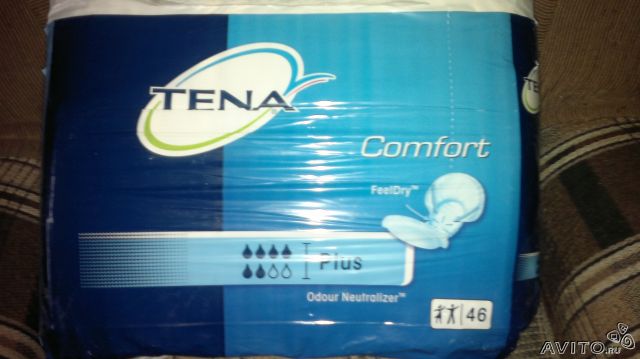 TENA
Comfort
FeelDry™
Plus
Odour Neutralizer™
46
AVITO.ru